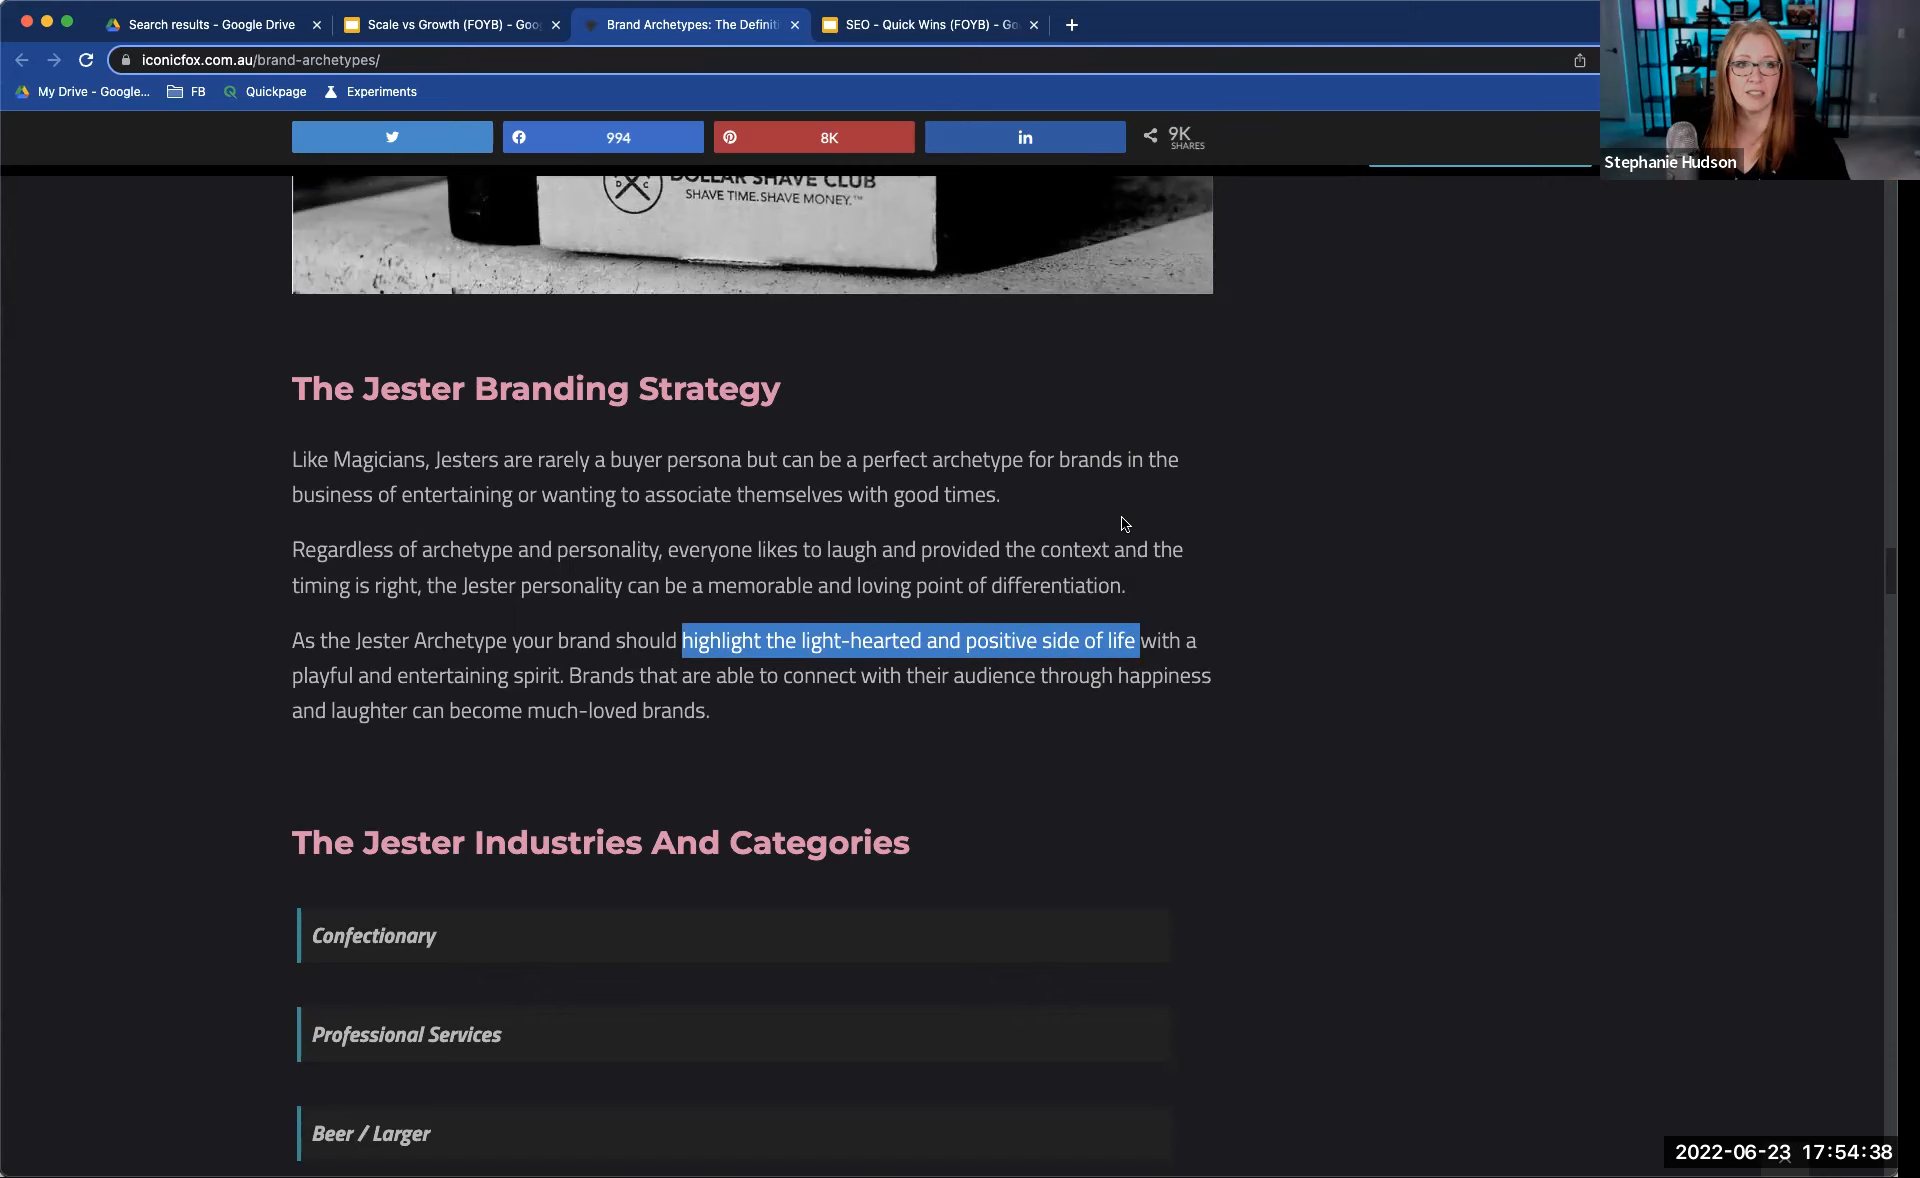 Search results - Google Drive
Scale vs Growth (FOYB) - Goo
Brand Archetypes: The Definiti
SEO - Quick Wins (FOYB) - Go
iconicfox.com.au/brand-archetypes/
My Drive - Google...
FB
Quickpage
Experiments
994
8K
in
9K
SHARES
Stephanie Hudson
DOLLAR SHAVE CLUB
D C
SHAVE TIME. SHAVE MONEY.™
The Jester Branding Strategy
Like Magicians, Jesters are rarely a buyer persona but can be a perfect archetype for brands in the
business of entertaining or wanting to associate themselves with good times.
Regardless of archetype and personality, everyone likes to laugh and provided the context and the
timing is right, the Jester personality can be a memorable and loving point of differentiation.
As the Jester Archetype your brand should highlight the light-hearted and positive side of life with a
playful and entertaining spirit. Brands that are able to connect with their audience through happiness
and laughter can become much-loved brands.
The Jester Industries And Categories
Confectionary
Professional Services
Beer / Larger
2022-06-23 17:54:38